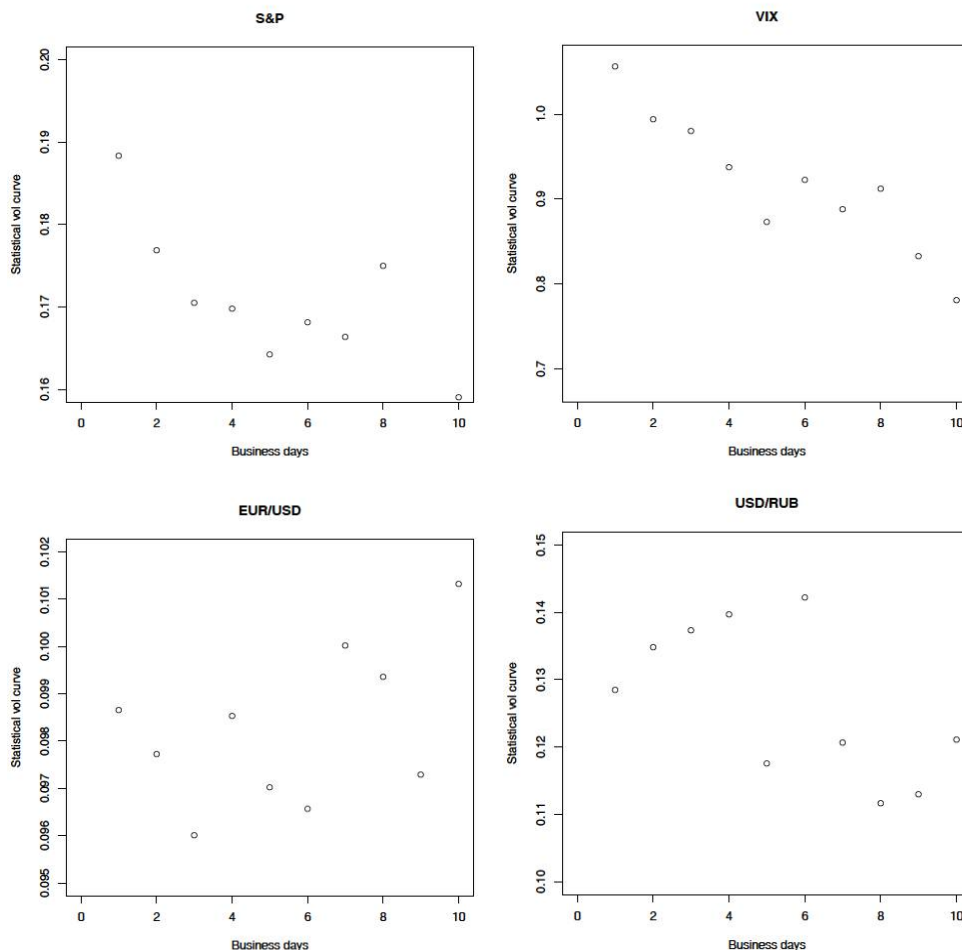 S&P
Statistical vol curve
0.20
0.19
0.18
0.17
0.16
0 2 4 6 8 10
Business days
VIX
Statistical vol curve
1.0
0.9
0.8
0.7
0 2 4 6 8 10
Business days
EUR/USD
Statistical vol curve
0.102
0.101
0.100
0.099
0.098
0.097
0.096
0.095
0 2 4 6 8 10
Business days
USD/RUB
Statistical vol curve
0.15
0.14
0.13
0.12
0.11
0.10
0 2 4 6 8 10
Business days